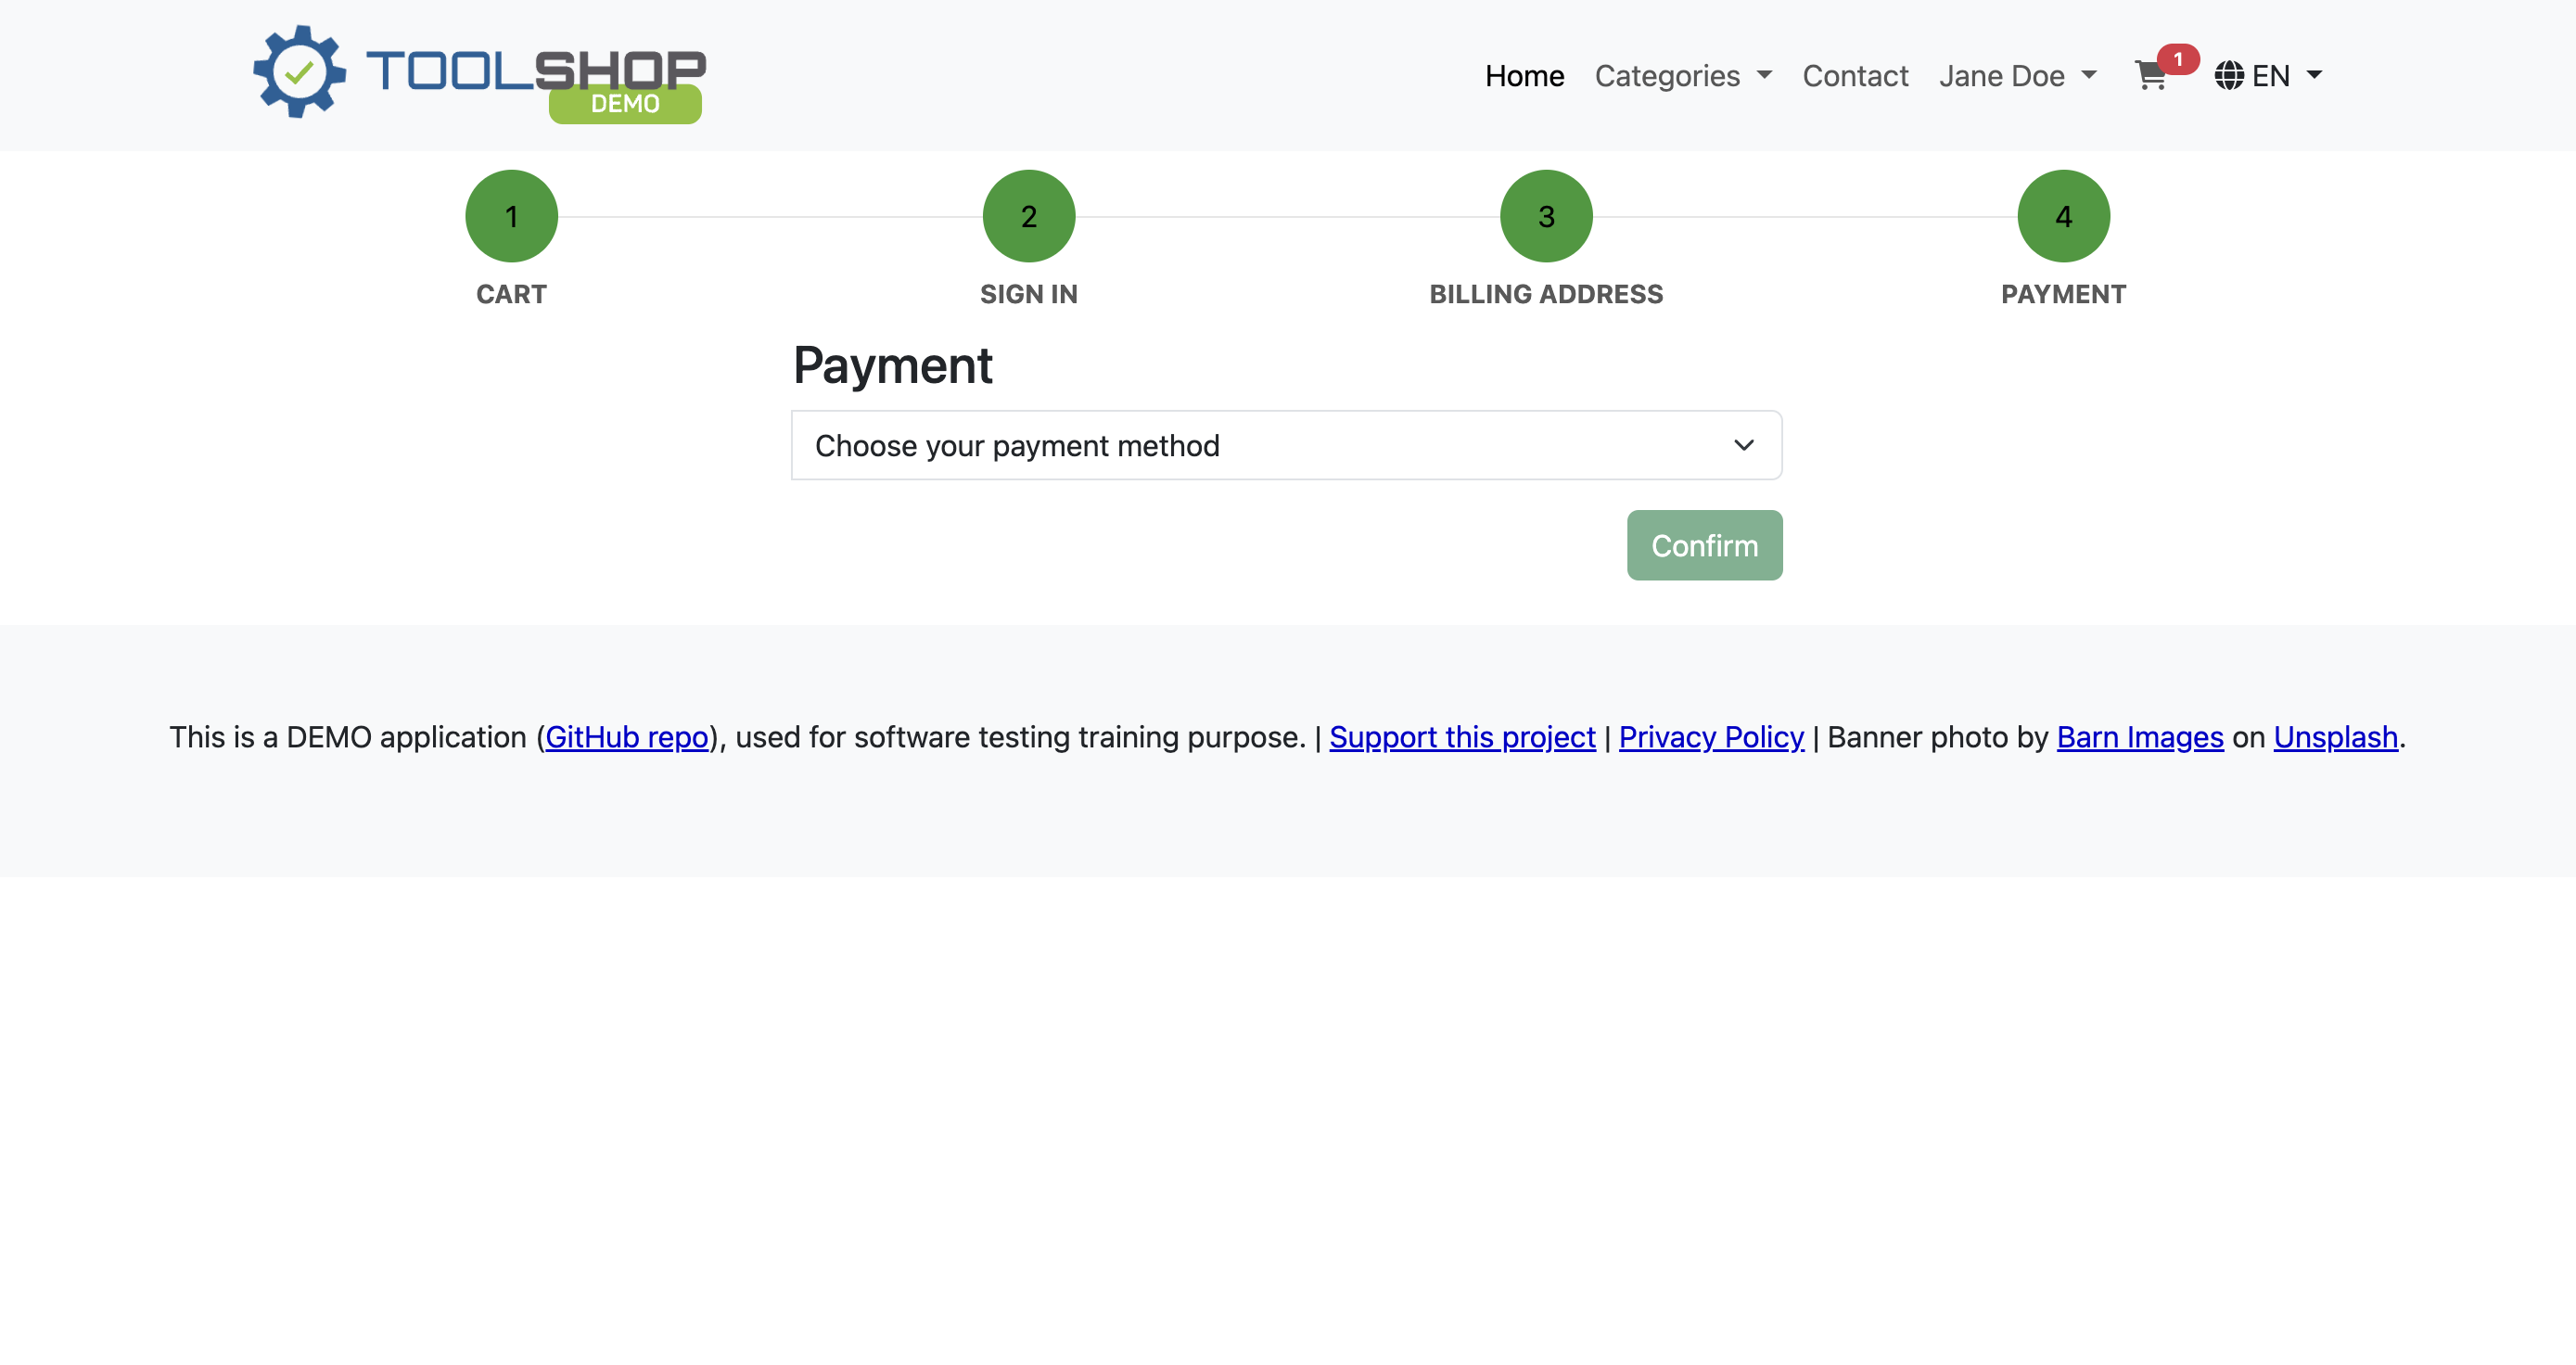 TOOLSHOP
DEMO
Home Categories Contact Jane Doe 1 EN
1 2 3 4
CART SIGN IN BILLING ADDRESS PAYMENT
Payment
Choose your payment method
Confirm
This is a DEMO application (GitHub repo), used for software testing training purpose. | Support this project | Privacy Policy | Banner photo by Barn Images on Unsplash.